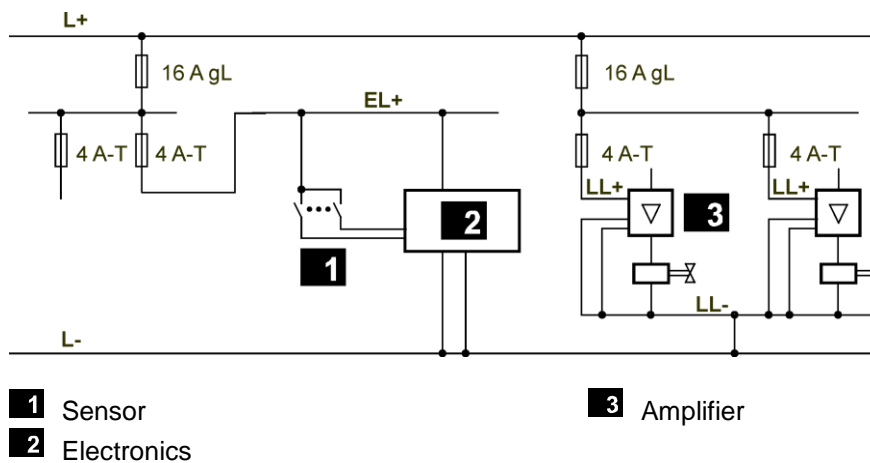 L+
16 A gL
16 A gL
EL+
4 A-T
4 A-T
4 A-T
4 A-T
LL+
LL+
2
3
1
LL-
L-
1 Sensor
3 Amplifier
2 Electronics